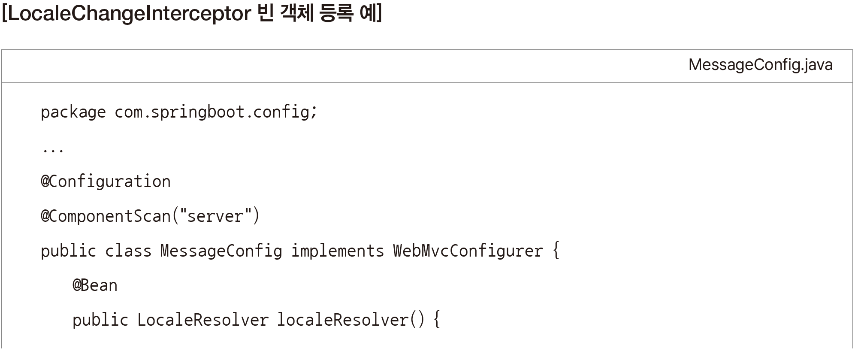 [LocaleChangeInterceptor 빈 객체 등록 예]
MessageConfig.java
package com.springboot.config;
...
@Configuration
@ComponentScan("server")
public class MessageConfig implements WebMvcConfigurer {
@Bean
public LocaleResolver localeResolver() {